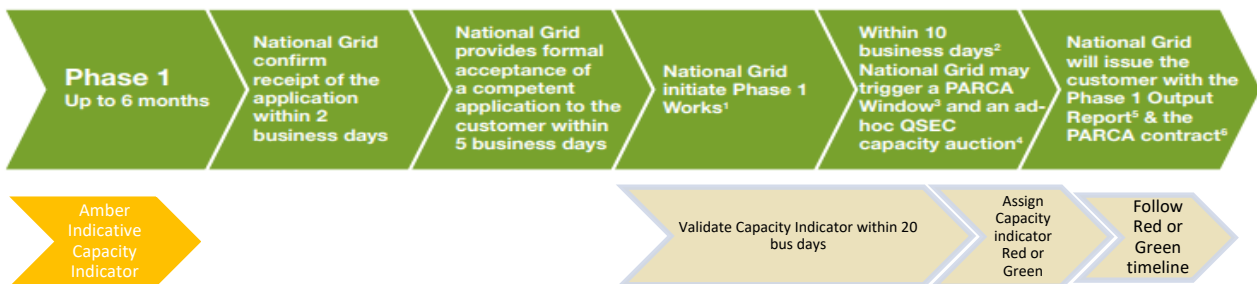 Phase 1
Up to 6 months
National Grid
confirm
receipt of the
application
within 2
business days
National Grid
provides formal
acceptance of
a competent
application to the
customer within
5 business days
National Grid
initiate Phase 1
Works¹
Within 10
business days²
National Grid may
trigger a PARCA
Window³ and an ad-
hoc QSEC
capacity auction⁴
National Grid
will issue the
customer with the
Phase 1 Output
Report⁵ & the
PARCA contract⁶
Amber
Indicative
Capacity
Indicator
Validate Capacity Indicator within 20
bus days
Assign
Capacity
indicator
Red or
Green
Follow
Red or
Green
timeline